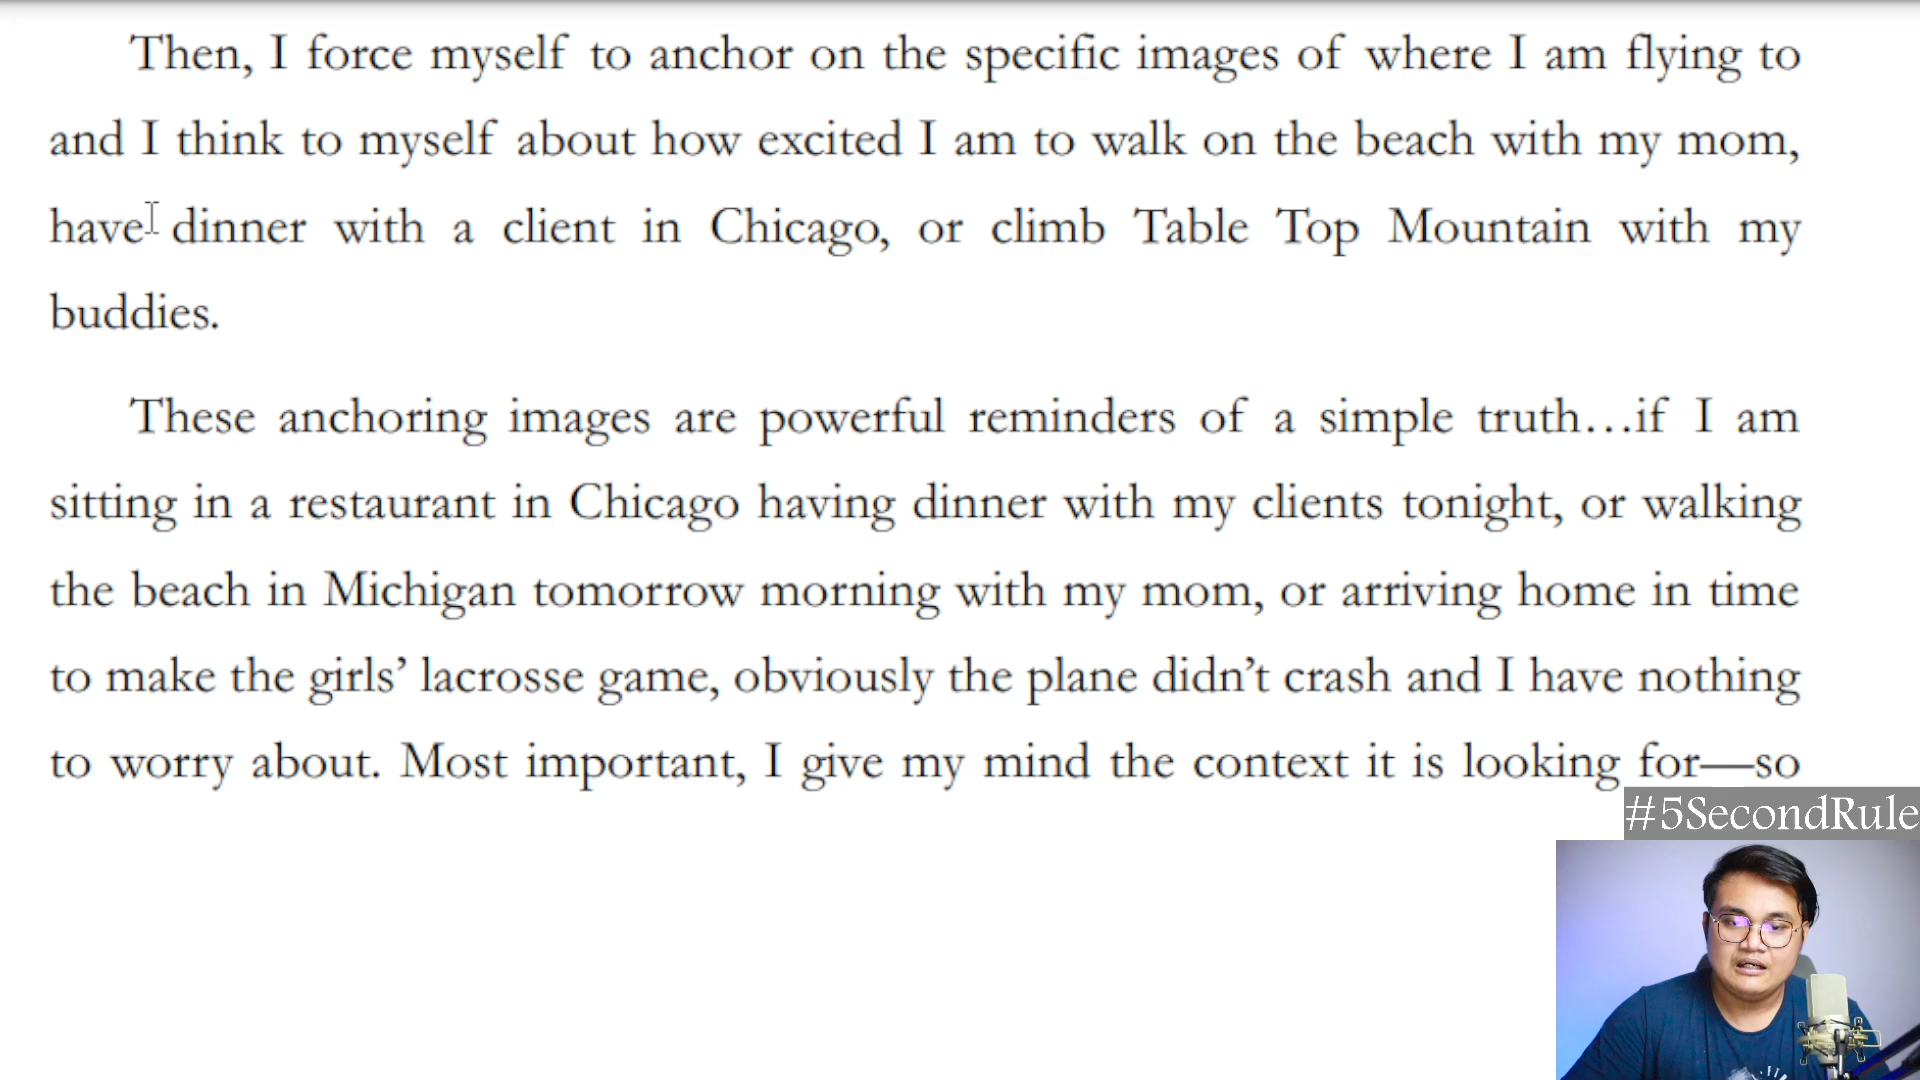 Then, I force myself to anchor on the specific images of where I am flying to
and I think to myself about how excited I am to walk on the beach with my mom,
have dinner with a client in Chicago, or climb Table Top Mountain with my
buddies.
These anchoring images are powerful reminders of a simple truth…if I am
sitting in a restaurant in Chicago having dinner with my clients tonight, or walking
the beach in Michigan tomorrow morning with my mom, or arriving home in time
to make the girls’ lacrosse game, obviously the plane didn’t crash and I have nothing
to worry about. Most important, I give my mind the context it is looking for—so
#5SecondRule